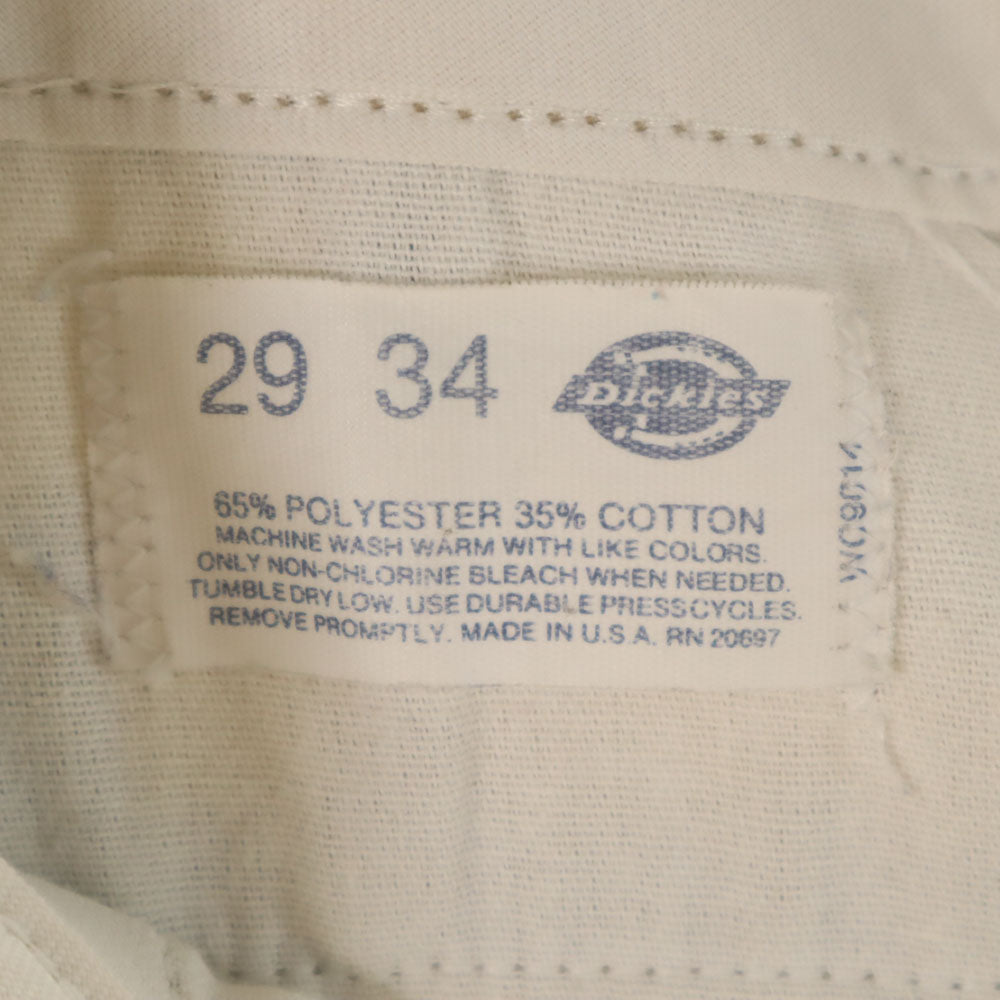 29 34 Dickies
65% POLYESTER 35% COTTON
MACHINE WASH WARM WITH LIKE COLORS.
ONLY NON-CHLORINE BLEACH WHEN NEEDED.
TUMBLE DRY LOW. USE DURABLE PRESS CYCLES.
REMOVE PROMPTLY. MADE IN U.S.A. RN 20697